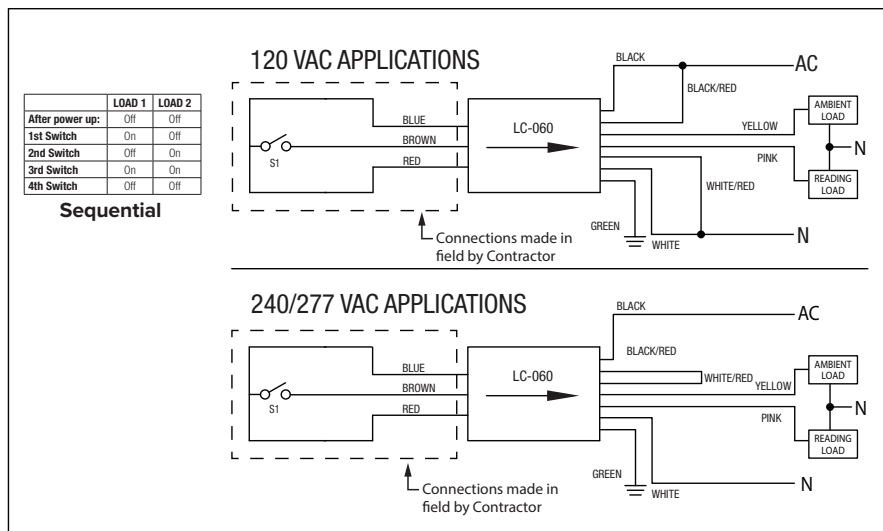 120 VAC APPLICATIONS
LOAD 1 LOAD 2
After power up: Off Off
1st Switch On Off
2nd Switch Off On
3rd Switch On On
4th Switch Off Off
Sequential
S1
BLUE
BROWN
RED
LC-060
BLACK
AC
BLACK/RED
YELLOW
AMBIENT
LOAD
N
PINK
READING
LOAD
WHITE/RED
GREEN
WHITE
N
Connections made in
field by Contractor
240/277 VAC APPLICATIONS
S1
BLUE
BROWN
RED
LC-060
BLACK
AC
BLACK/RED
WHITE/RED
YELLOW
AMBIENT
LOAD
N
PINK
READING
LOAD
GREEN
WHITE
N
Connections made in
field by Contractor